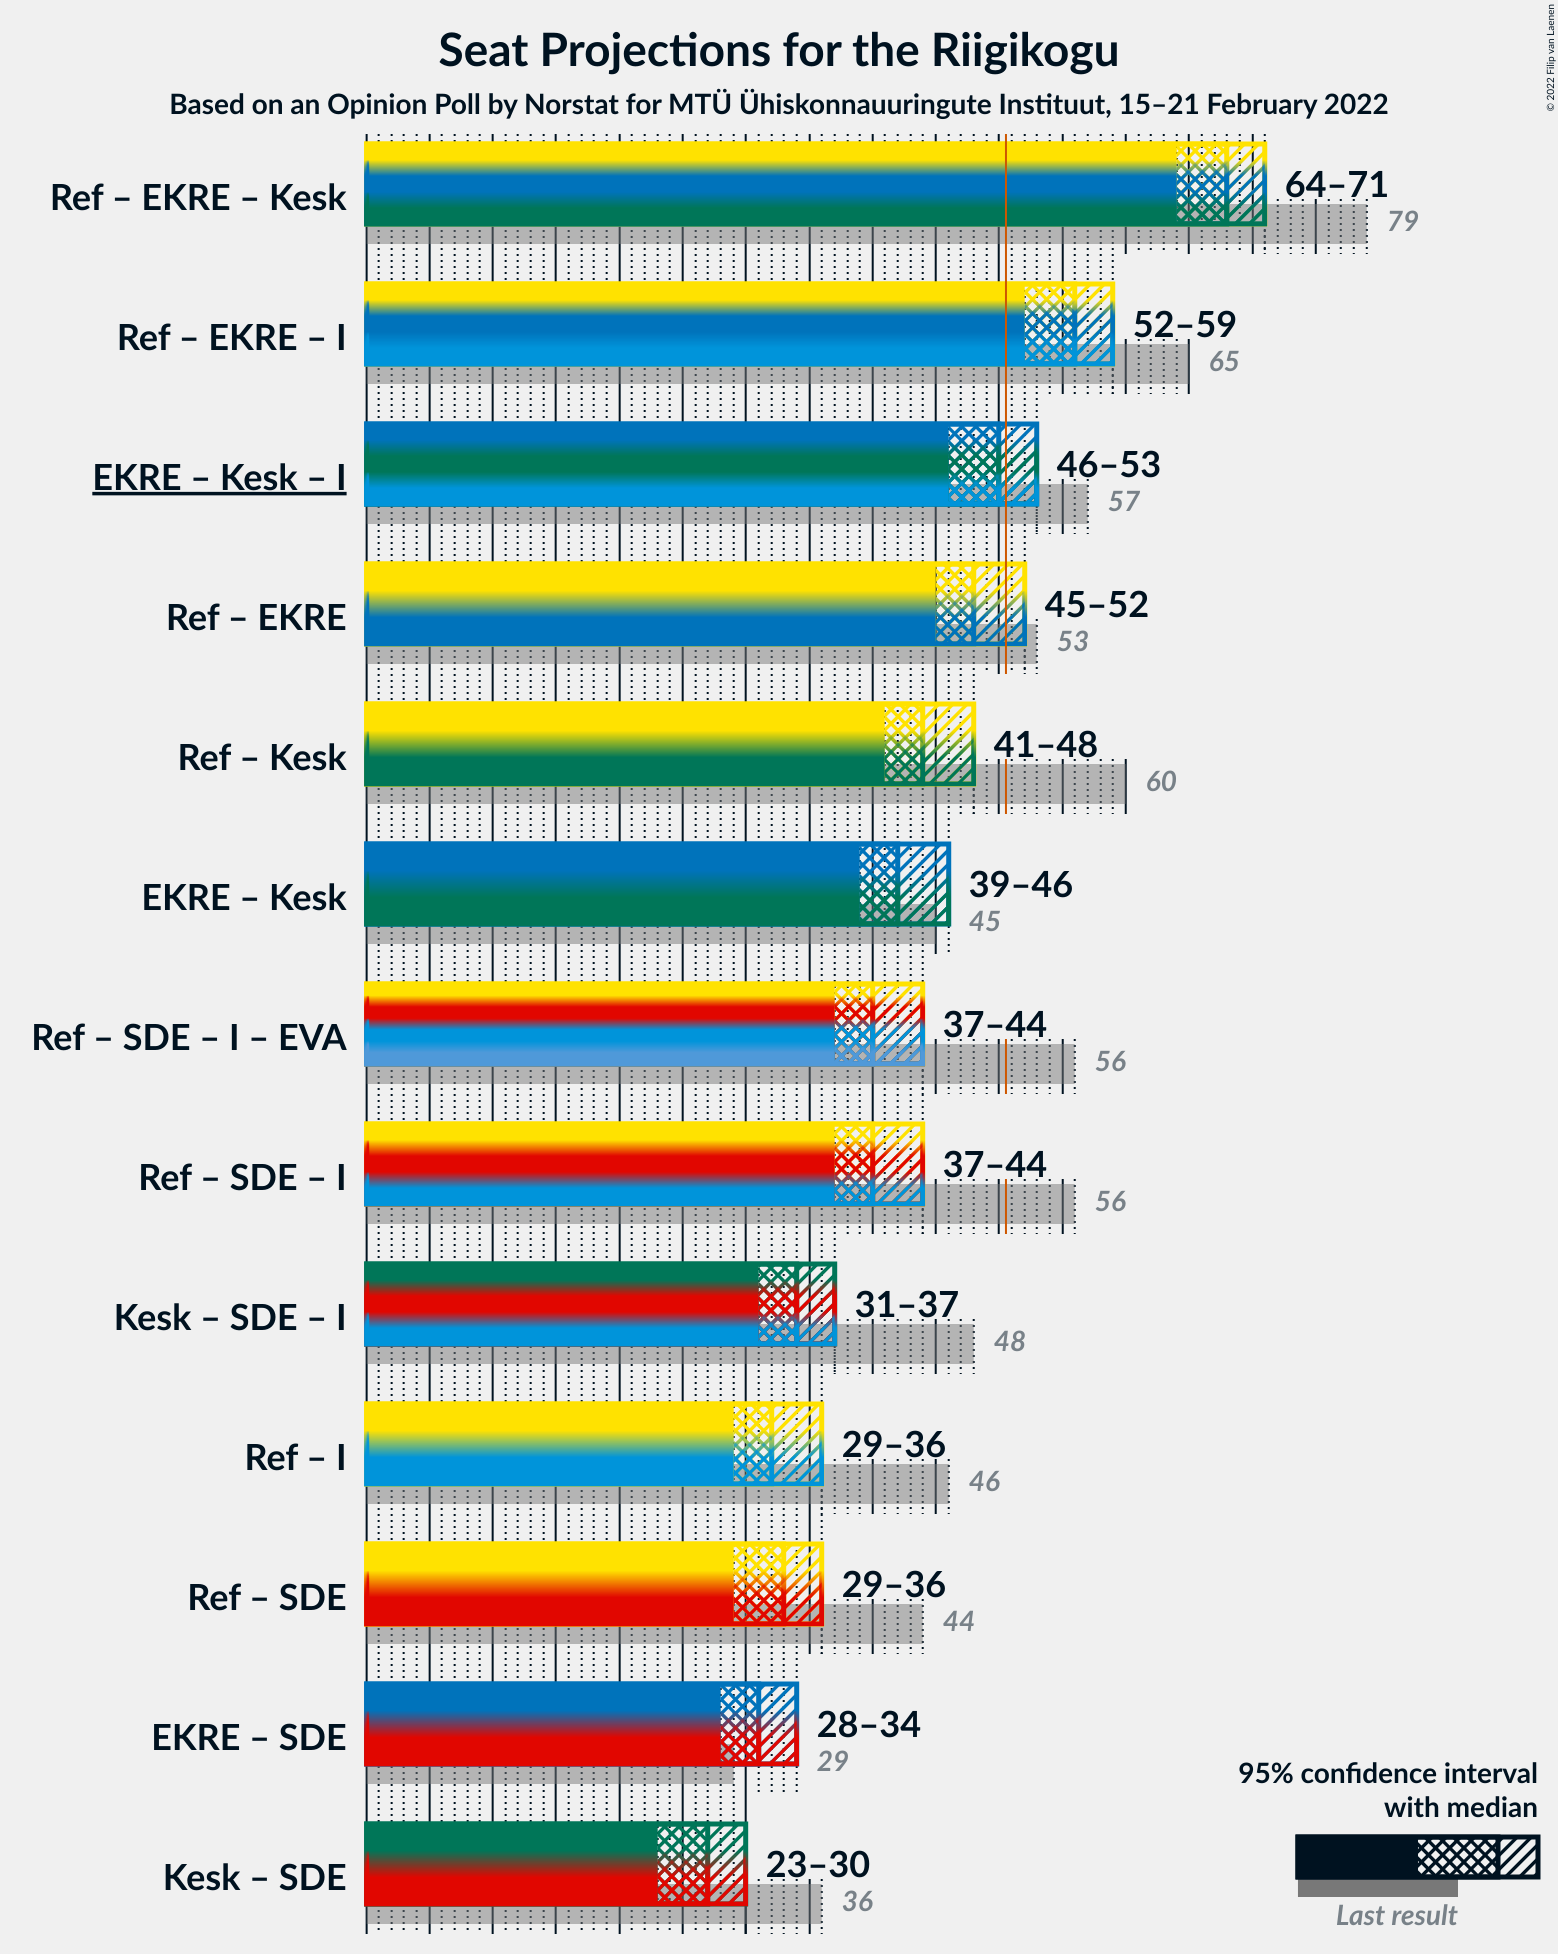 Seat Projections for the Riigikogu
Based on an Opinion Poll by Norstat for MTÜ Ühiskonnauuringute Instituut, 15–21 February 2022
© 2022 Filip van Laenen
Ref – EKRE – Kesk
64–71
79
Ref – EKRE – I
52–59
65
EKRE – Kesk – I
46–53
57
Ref – EKRE
45–52
53
Ref – Kesk
41–48
60
EKRE – Kesk
39–46
45
Ref – SDE – I – EVA
37–44
56
Ref – SDE – I
37–44
56
Kesk – SDE – I
31–37
48
Ref – I
29–36
46
Ref – SDE
29–36
44
EKRE – SDE
28–34
29
Kesk – SDE
23–30
36
95% confidence interval
with median
Last result